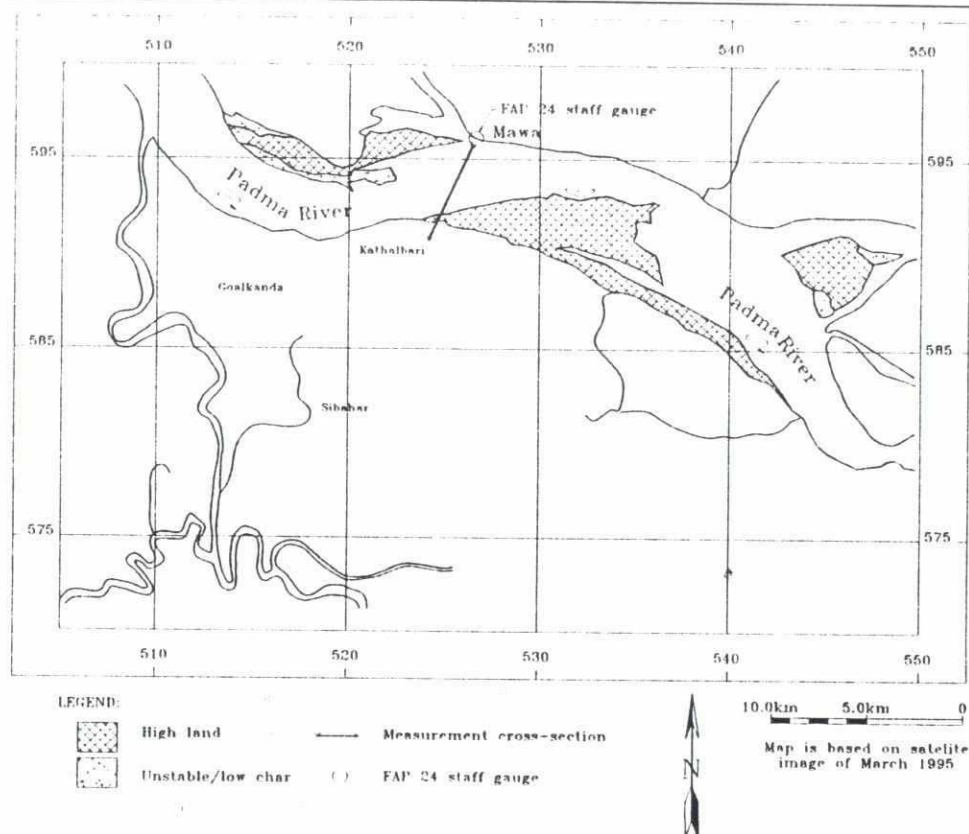 510 520 530 540 550
FAP 24 staff gauge
Mawa
595 595
Padma River
Kathalbari
Goalkanda
Padma River
585 585
Sibahar
575 575
510 520 530 540 550
LEGEND:
High land
Measurement cross-section
Unstable/low char
FAP 24 staff gauge
N
10.0km 5.0km 0
Map is based on satelite
image of March 1995